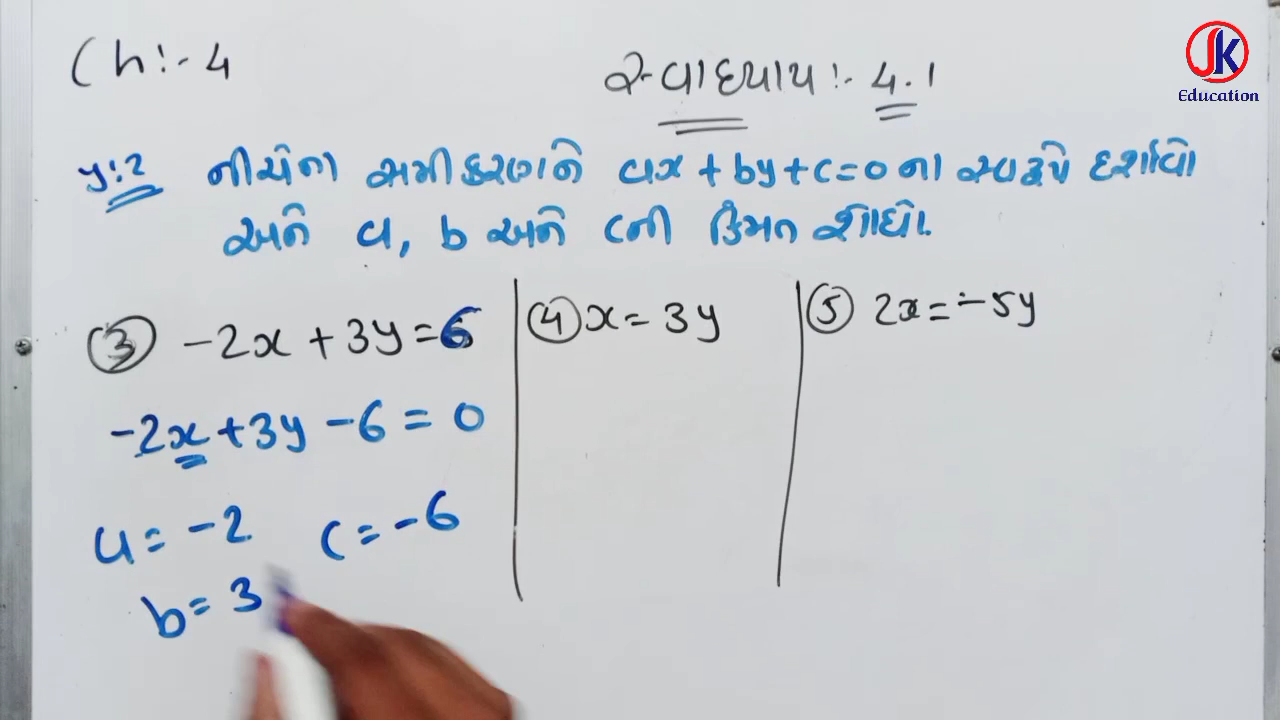 Ch:- 4
સ્વાધ્યાય:- 4.1
JK
Education
પ્ર:2 નીચેના સમીકરણને ax + by + c = 0 ના સ્વરૂપે દર્શાવો
અને a, b અને c ની કિંમત શોધો.
(3) -2x + 3y = 6
-2x + 3y - 6 = 0
a = -2 c = -6
b = 3
(4) x = 3y
(5) 2x = -5y